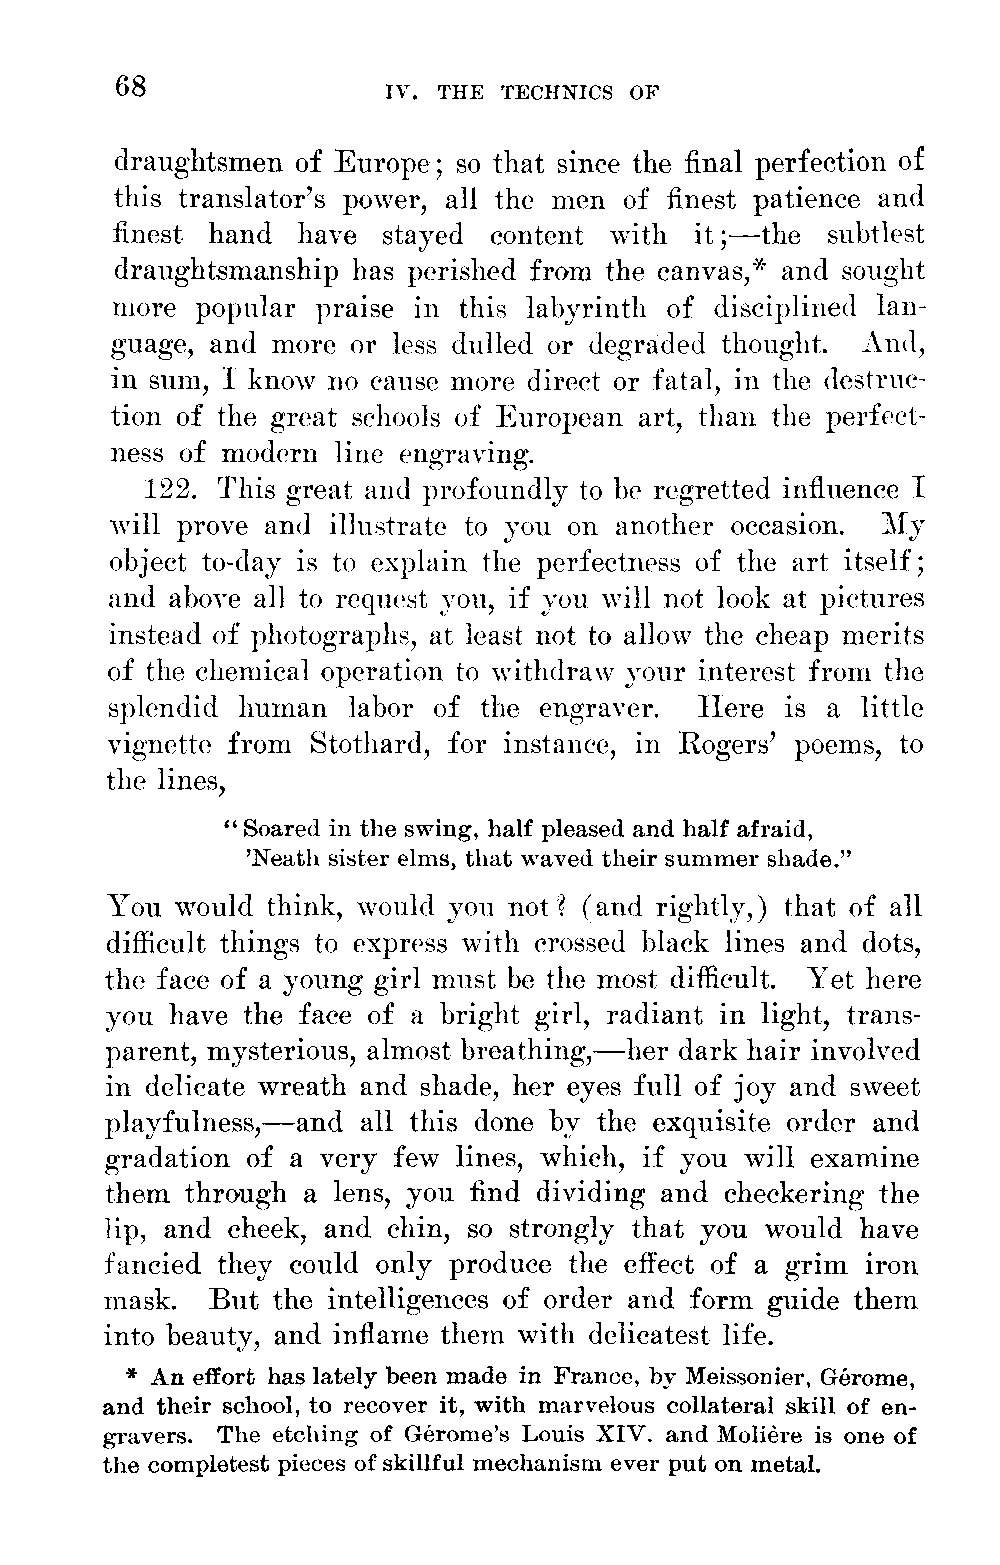 68
IV. THE TECHNICS OF
draughtsmen of Europe; so that since the final perfection of
this translator's power, all the men of finest patience and
finest hand have stayed content with it;—the subtlest
draughtsmanship has perished from the canvas,* and sought
more popular praise in this labyrinth of disciplined lan-
guage, and more or less dulled or degraded thought. And,
in sum, I know no cause more direct or fatal, in the destruc-
tion of the great schools of European art, than the perfect-
ness of modern line engraving.
122. This great and profoundly to be regretted influence I
will prove and illustrate to you on another occasion. My
object to-day is to explain the perfectness of the art itself;
and above all to request you, if you will not look at pictures
instead of photographs, at least not to allow the cheap merits
of the chemical operation to withdraw your interest from the
splendid human labor of the engraver. Here is a little
vignette from Stothard, for instance, in Rogers' poems, to
the lines,
"Soared in the swing, half pleased and half afraid,
'Neath sister elms, that waved their summer shade."
You would think, would you not? (and rightly,) that of all
difficult things to express with crossed black lines and dots,
the face of a young girl must be the most difficult. Yet here
you have the face of a bright girl, radiant in light, trans-
parent, mysterious, almost breathing,—her dark hair involved
in delicate wreath and shade, her eyes full of joy and sweet
playfulness,—and all this done by the exquisite order and
gradation of a very few lines, which, if you will examine
them through a lens, you find dividing and checkering the
lip, and cheek, and chin, so strongly that you would have
fancied they could only produce the effect of a grim iron
mask. But the intelligences of order and form guide them
into beauty, and inflame them with delicatest life.
* An effort has lately been made in France, by Meissonier, Gérome,
and their school, to recover it, with marvelous collateral skill of en-
gravers. The etching of Gérome's Louis XIV. and Molière is one of
the completest pieces of skillful mechanism ever put on metal.